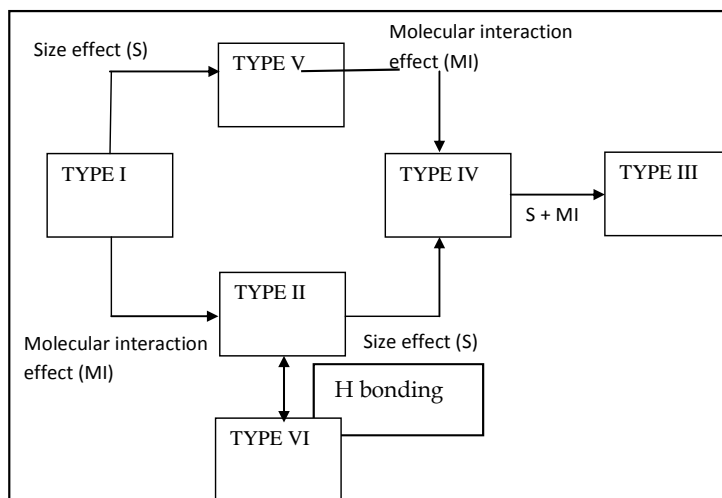 Size effect (S)
TYPE V
Molecular interaction
effect (MI)
TYPE I
TYPE IV
TYPE III
S + MI
TYPE II
Molecular interaction
effect (MI)
Size effect (S)
H bonding
TYPE VI